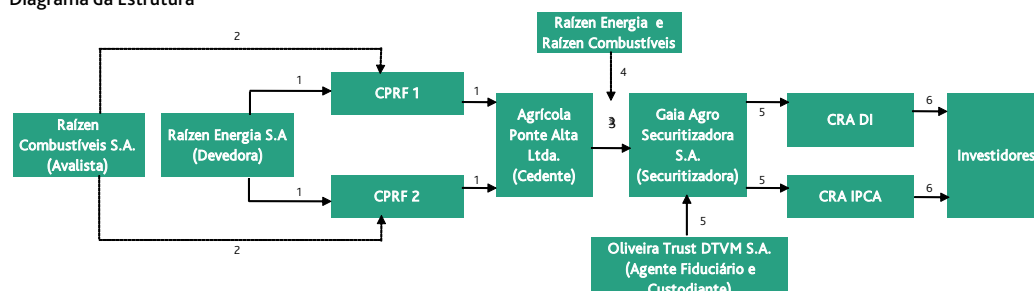 Diagrama da Estrutura
Raízen Energia e
Raízen Combustíveis
2
4
1
CPRF 1
1
Raízen
Combustíveis S.A.
(Avalista)
Raízen Energia S.A
(Devedora)
Agrícola
Ponte Alta
Ltda.
(Cedente)
3
Gaia Agro
Securitizadora
S.A.
(Securitizadora)
5
CRA DI
6
Investidores
1
CPRF 2
1
5
CRA IPCA
6
2
5
Oliveira Trust DTVM S.A.
(Agente Fiduciário e
Custodiante)